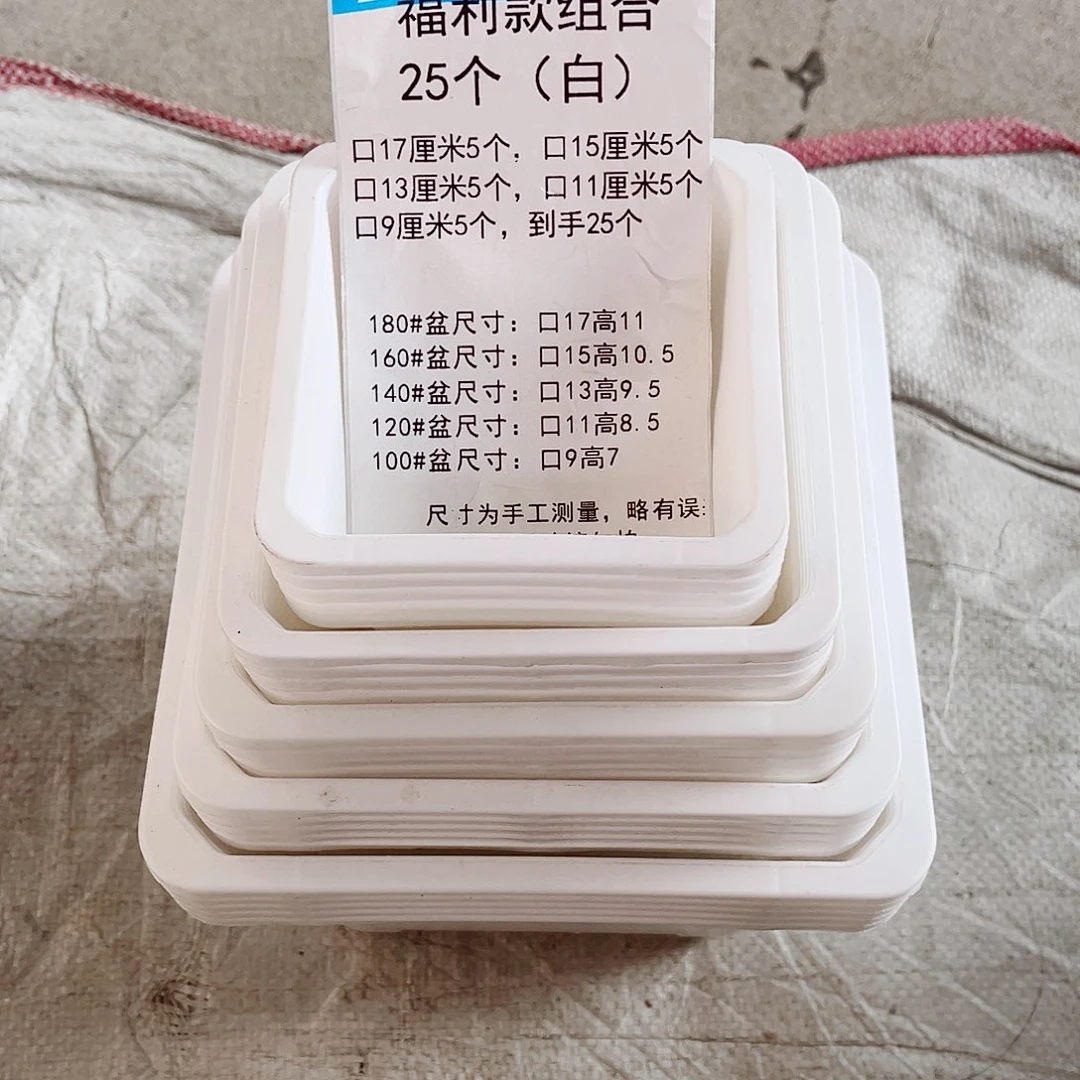 福利款组合
25个（白）
口17厘米5个，口15厘米5个
口13厘米5个，口11厘米5个
口9厘米5个，到手25个
180#盆尺寸：口17高11
160#盆尺寸：口15高10.5
140#盆尺寸：口13高9.5
120#盆尺寸：口11高8.5
100#盆尺寸：口9高7
尺寸为手工测量，略有误